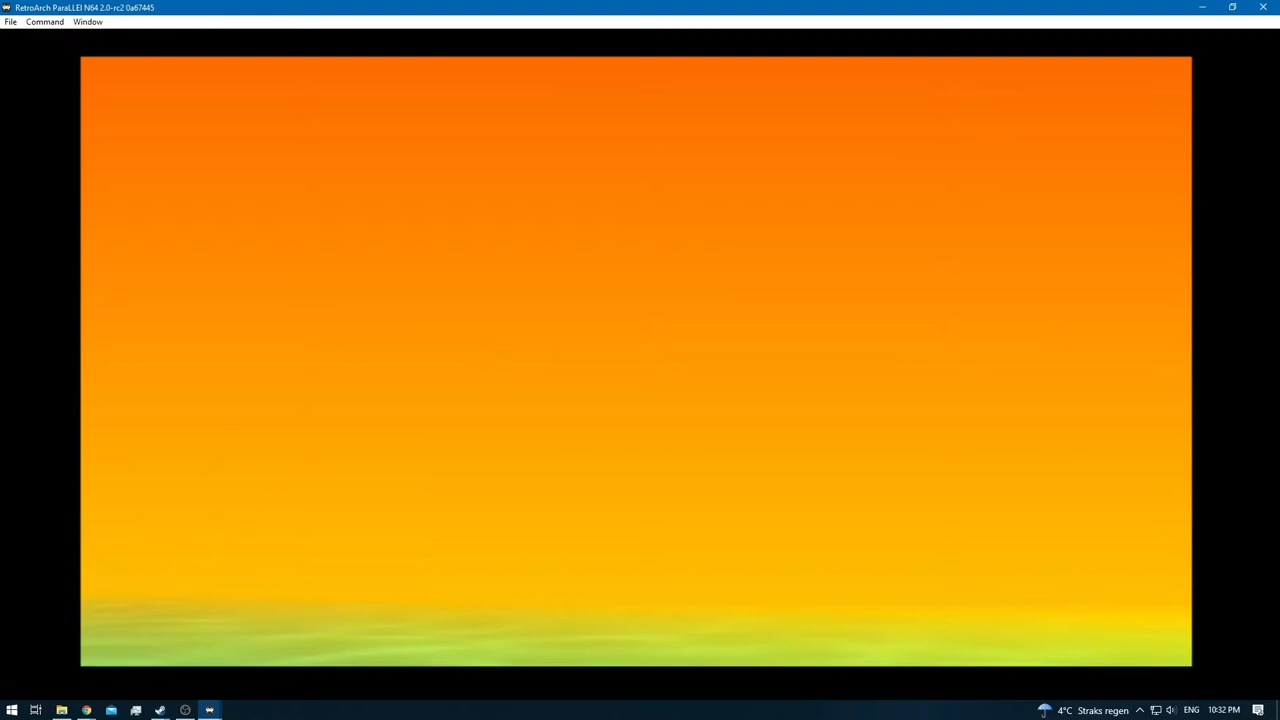 RetroArch ParaLLEl N64 2.0-rc2 0a67445
File Command Window
4°C Straks regen ENG 10:32 PM